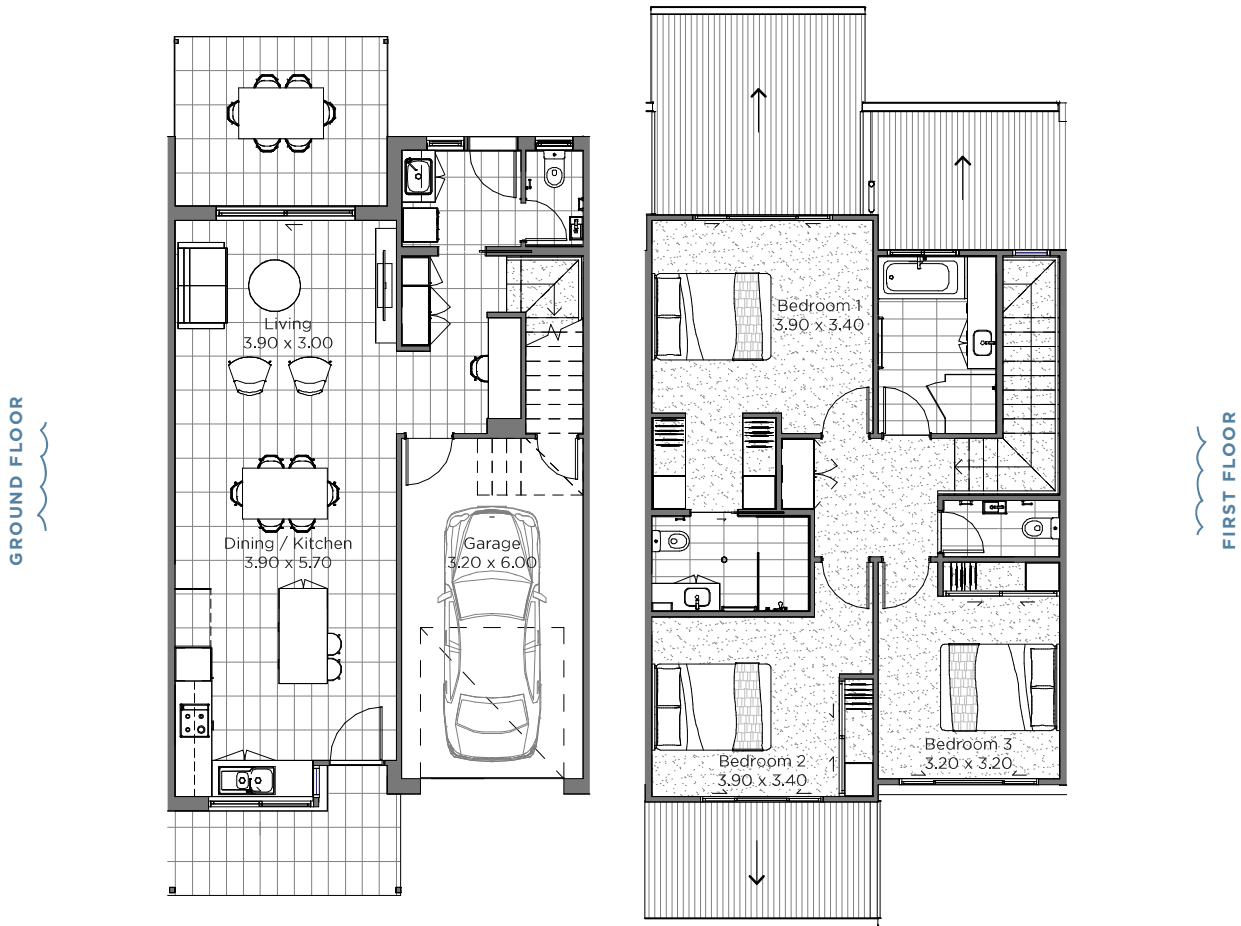 GROUND FLOOR
Living
3.90 x 3.00
Dining / Kitchen
3.90 x 5.70
Garage
3.20 x 6.00
Bedroom 1
3.90 x 3.40
Bedroom 2
3.90 x 3.40
Bedroom 3
3.20 x 3.20
FIRST FLOOR